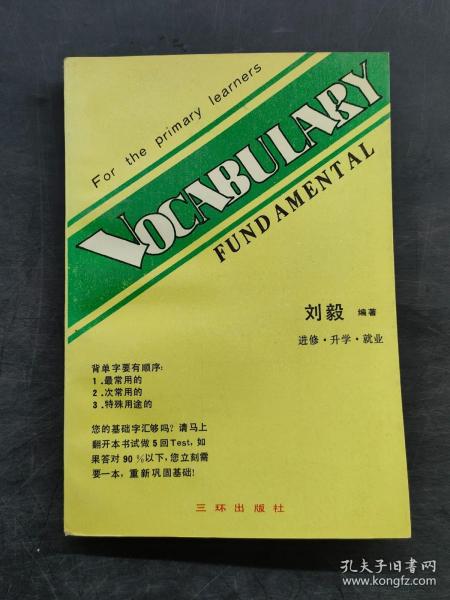 For the primary learners
VOCABULARY
FUNDAMENTAL
刘毅 编著
进修·升学·就业
背单字要有顺序:
1.最常用的
2.次常用的
3.特殊用途的
您的基础字汇够吗?请马上
翻开本书试做5回Test,如
果答对90%以下,您立刻需
要一本,重新巩固基础!
三环出版社
孔夫子旧书网
www.kongfz.com